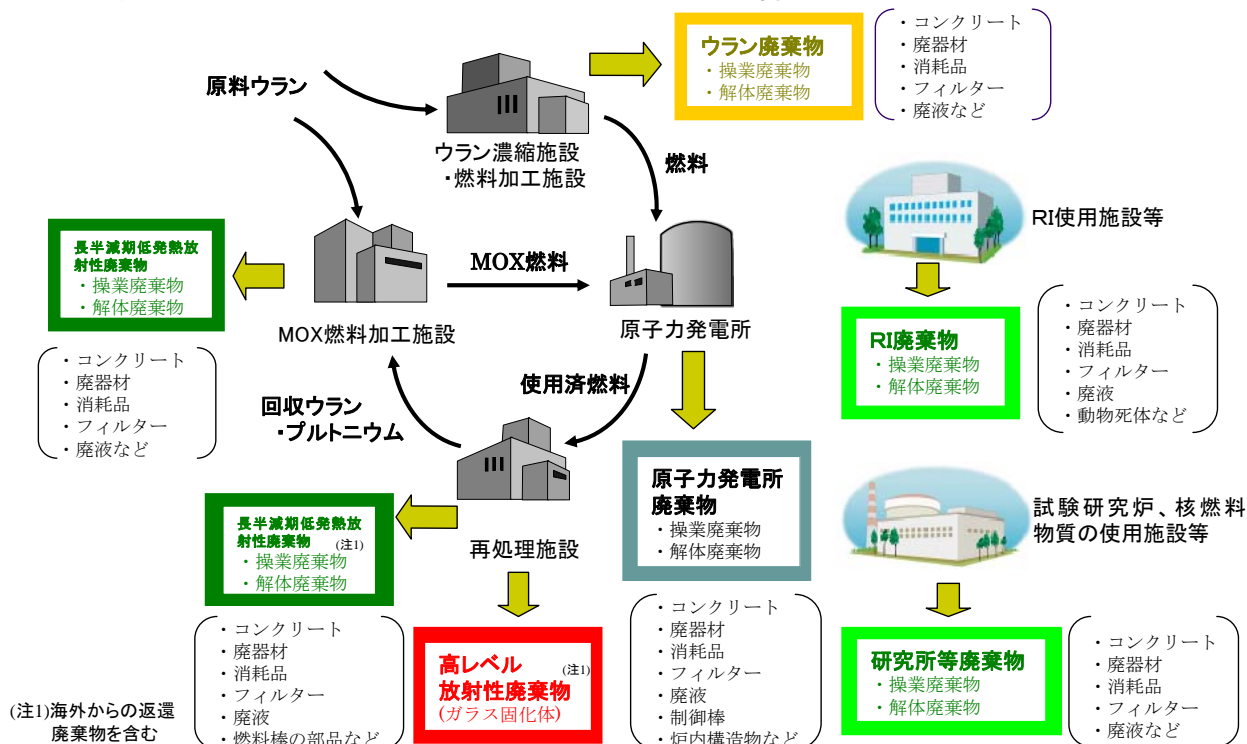 ウラン廃棄物
・操業廃棄物
・解体廃棄物
・コンクリート
・廃器材
・消耗品
・フィルター
・廃液など
原料ウラン
ウラン濃縮施設
・燃料加工施設
燃料
RI使用施設等
長半減期低発熱放
射性廃棄物
・操業廃棄物
・解体廃棄物
MOX燃料
MOX燃料加工施設
原子力発電所
・コンクリート
・廃器材
・消耗品
・フィルター
・廃液など
RI廃棄物
・操業廃棄物
・解体廃棄物
・コンクリート
・廃器材
・消耗品
・フィルター
・廃液
・動物死体など
使用済燃料
回収ウラン
・プルトニウム
再処理施設
原子力発電所
廃棄物
・操業廃棄物
・解体廃棄物
試験研究炉、核燃料
物質の使用施設等
長半減期低発熱放
射性廃棄物 (注1)
・操業廃棄物
・解体廃棄物
・コンクリート
・廃器材
・消耗品
・フィルター
・廃液
・燃料棒の部品など
高レベル (注1)
放射性廃棄物
(ガラス固化体)
・コンクリート
・廃器材
・消耗品
・フィルター
・廃液
・制御棒
・炉内構造物など
研究所等廃棄物
・操業廃棄物
・解体廃棄物
・コンクリート
・廃器材
・消耗品
・フィルター
・廃液など
(注1)海外からの返還
廃棄物を含む